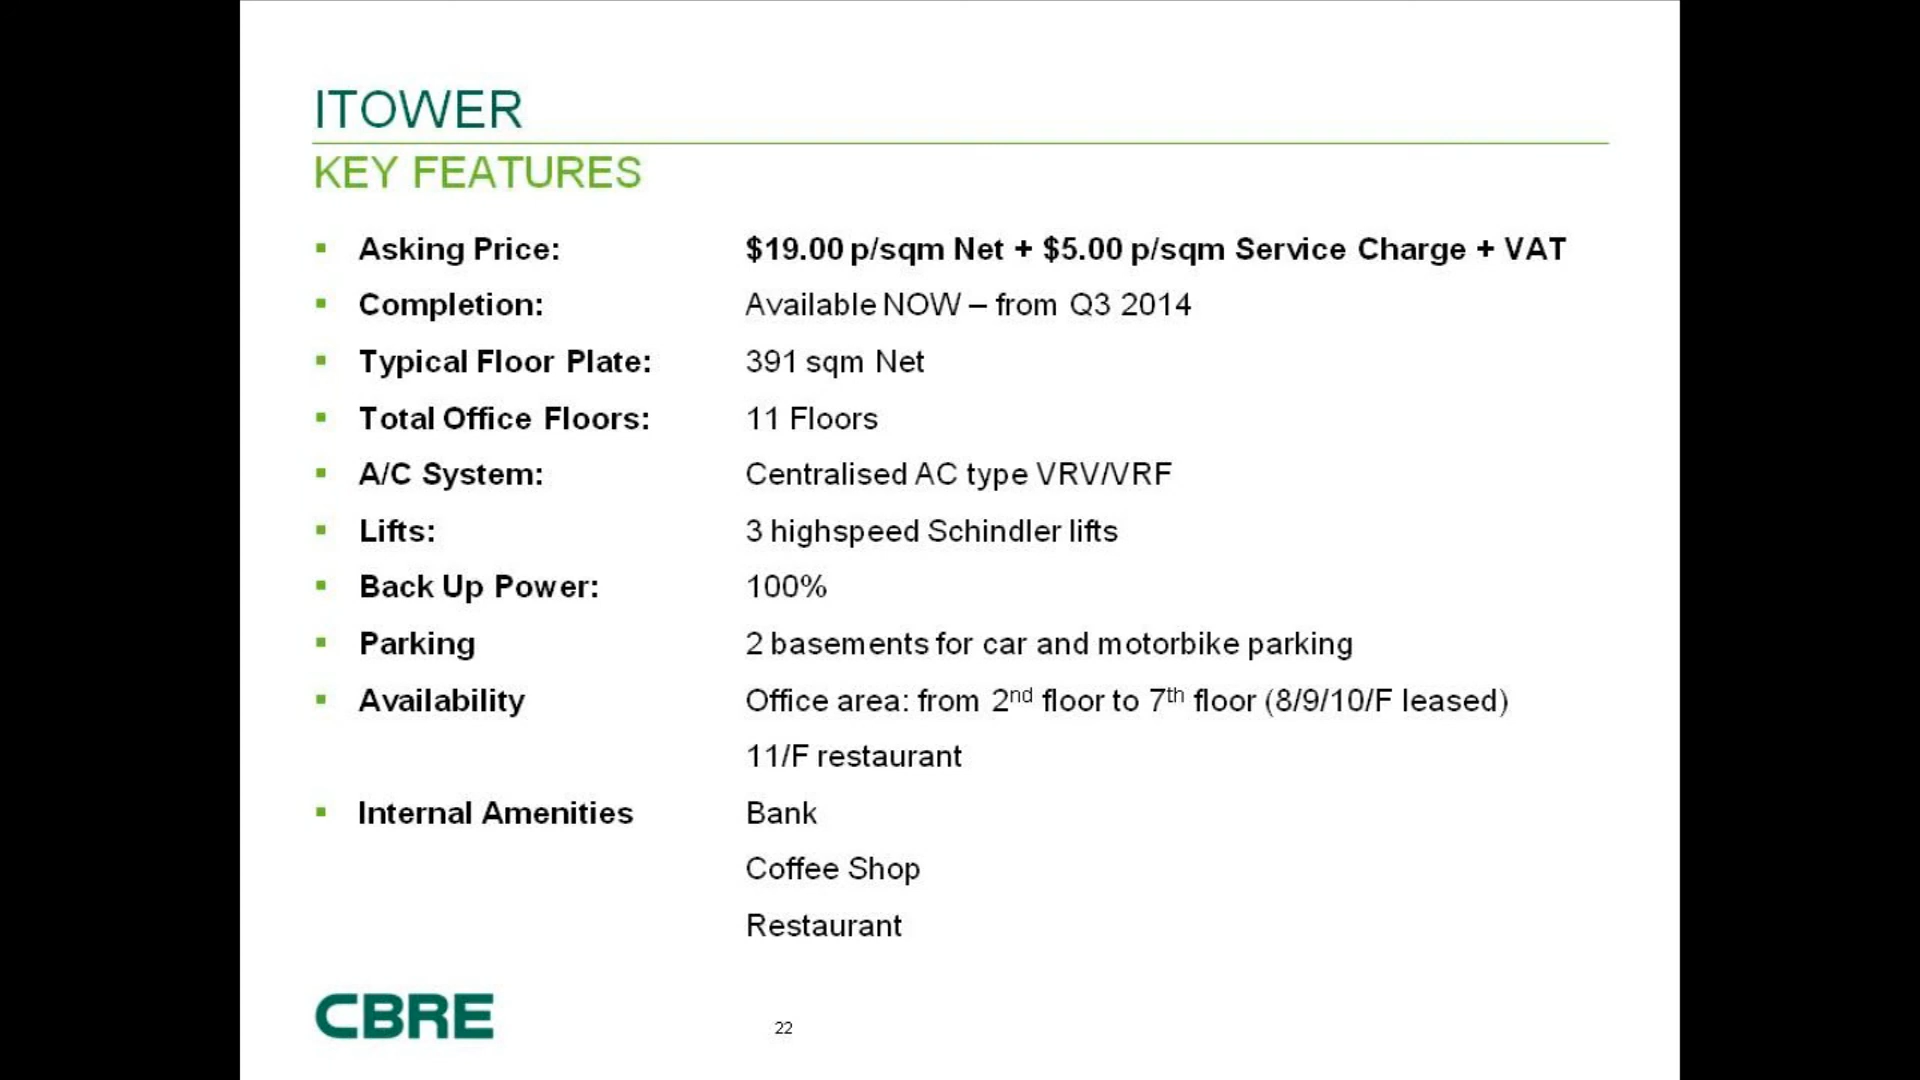 ITOWER
KEY FEATURES
▪ Asking Price: $19.00 p/sqm Net + $5.00 p/sqm Service Charge + VAT
▪ Completion: Available NOW – from Q3 2014
▪ Typical Floor Plate: 391 sqm Net
▪ Total Office Floors: 11 Floors
▪ A/C System: Centralised AC type VRV/VRF
▪ Lifts: 3 highspeed Schindler lifts
▪ Back Up Power: 100%
▪ Parking 2 basements for car and motorbike parking
▪ Availability Office area: from 2nd floor to 7th floor (8/9/10/F leased)
11/F restaurant
▪ Internal Amenities Bank
Coffee Shop
Restaurant
CBRE
22